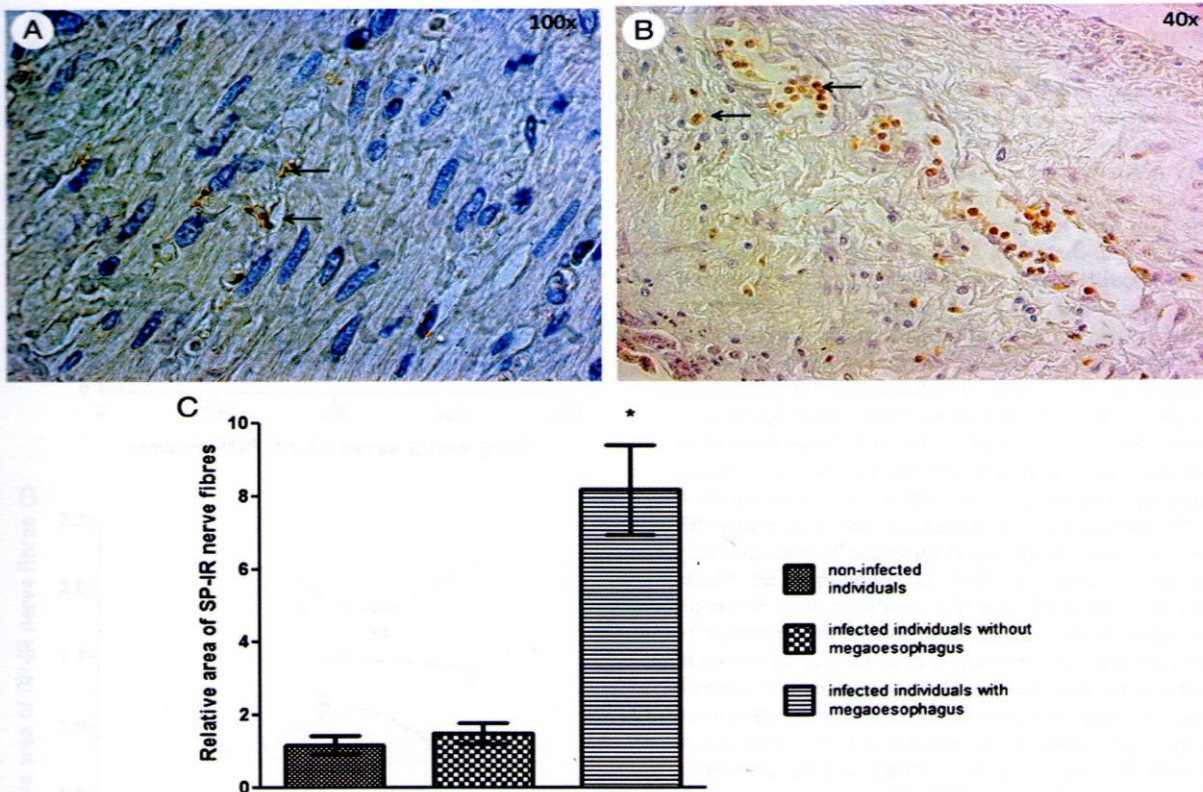 A
100x
B
40x
C
Relative area of SP-IR nerve fibres
10
8
6
4
2
0
*
non-infected
individuals
infected individuals without
megaoesophagus
infected individuals with
megaoesophagus